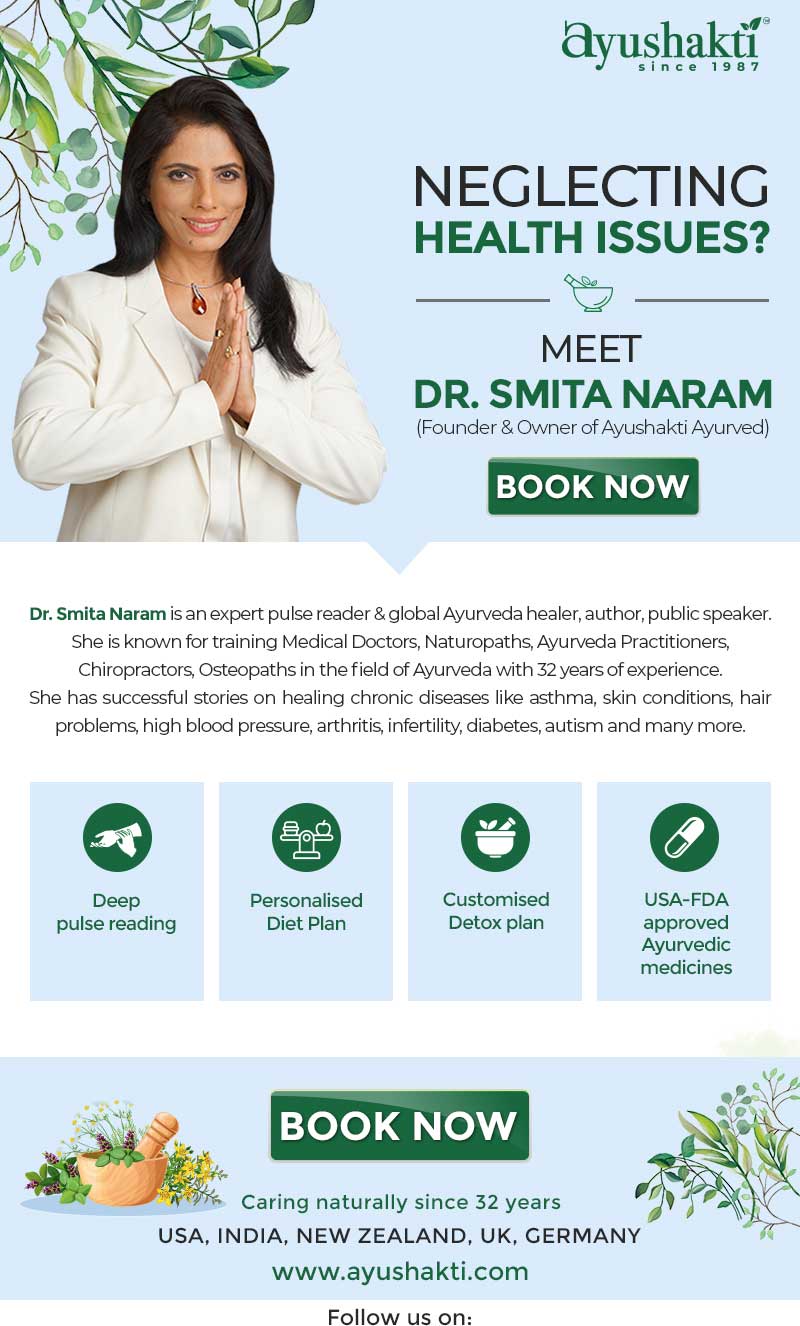 ayushakti™
since 1987
NEGLECTING
HEALTH ISSUES?
MEET
DR. SMITA NARAM
(Founder & Owner of Ayushakti Ayurved)
BOOK NOW
Dr. Smita Naram is an expert pulse reader & global Ayurveda healer, author, public speaker.
She is known for training Medical Doctors, Naturopaths, Ayurveda Practitioners,
Chiropractors, Osteopaths in the field of Ayurveda with 32 years of experience.
She has successful stories on healing chronic diseases like asthma, skin conditions, hair
problems, high blood pressure, arthritis, infertility, diabetes, autism and many more.
Deep
pulse reading
Personalised
Diet Plan
Customised
Detox plan
USA-FDA
approved
Ayurvedic
medicines
BOOK NOW
Caring naturally since 32 years
USA, INDIA, NEW ZEALAND, UK, GERMANY
www.ayushakti.com
Follow us on: